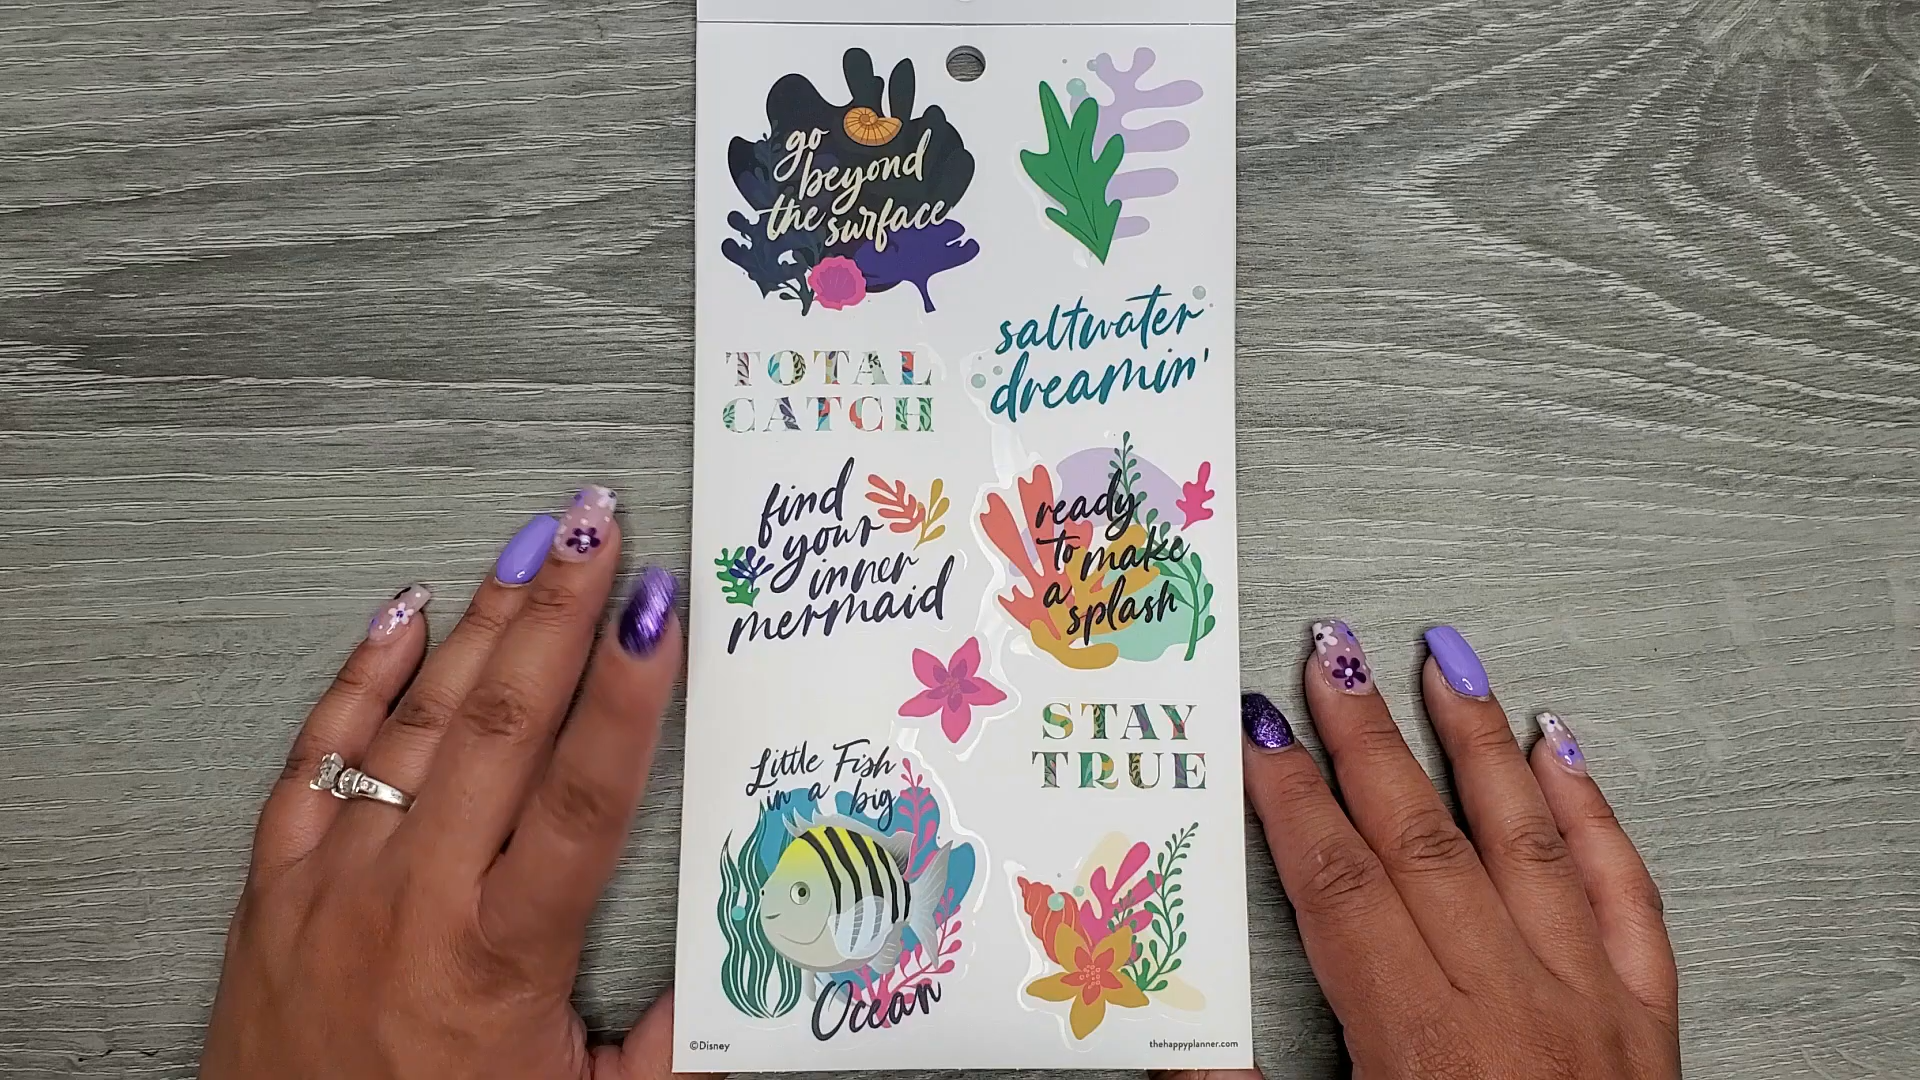 go
beyond
the surface
saltwater
dreamin'
TOTAL
CATCH
find
your
inner
mermaid
ready
to make
a
splash
STAY
TRUE
Little Fish
in a big
Ocean
©Disney
thehappyplanner.com